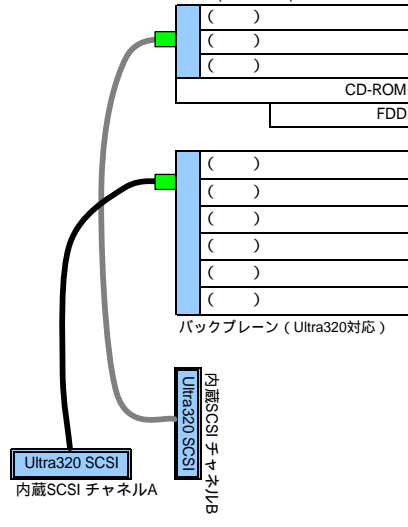 (　　)
(　　)
(　　)
CD-ROM
FDD
(　　)
(　　)
(　　)
(　　)
(　　)
(　　)
バックプレーン（Ultra320対応）
Ultra320 SCSI
内蔵SCSI チャネルB
Ultra320 SCSI
内蔵SCSI チャネルA